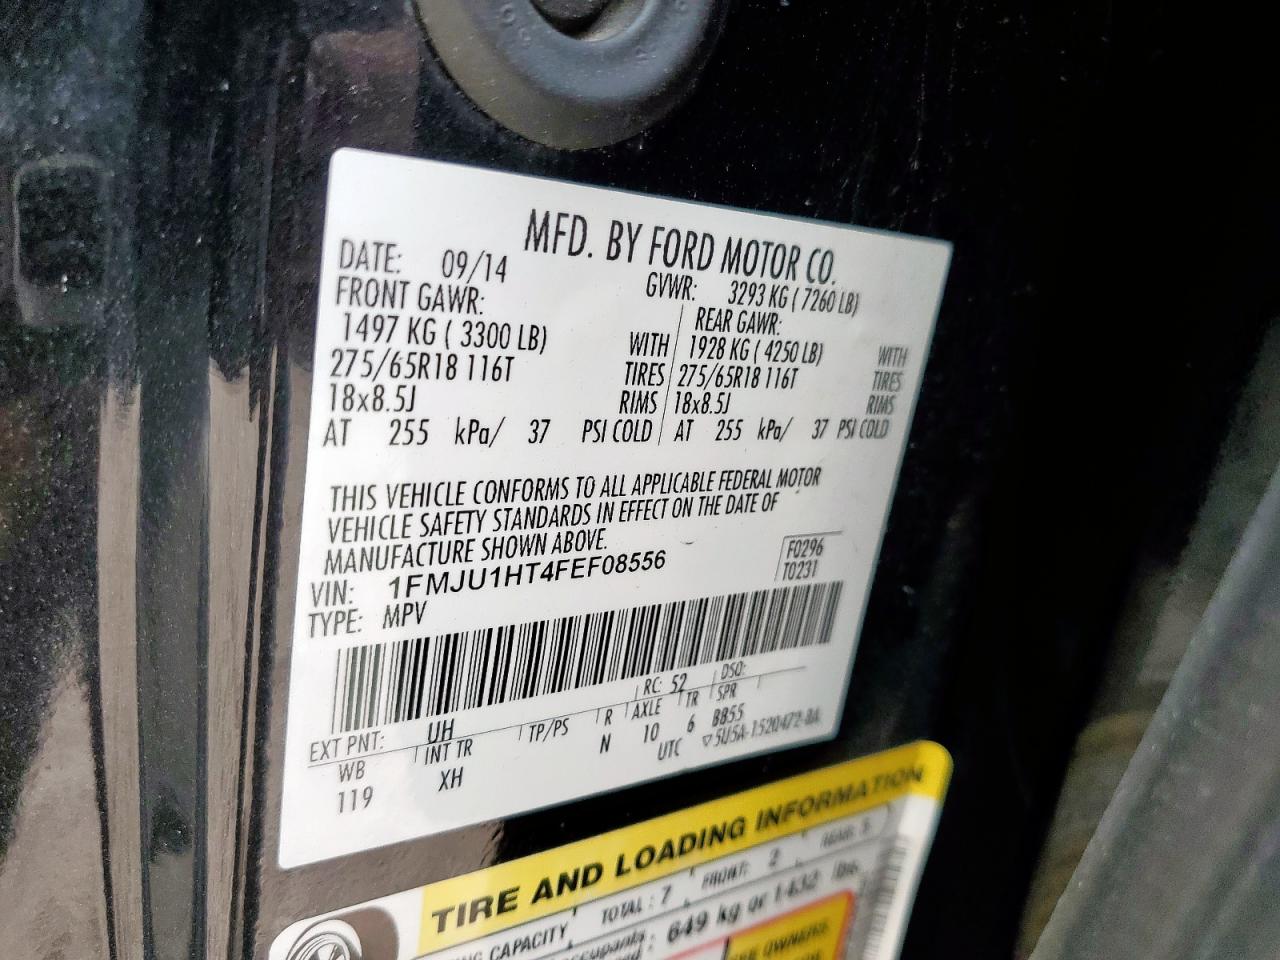 MFD. BY FORD MOTOR CO.
DATE: 09/14 GVWR: 3293 KG ( 7260 LB)
FRONT GAWR: REAR GAWR:
1497 KG ( 3300 LB) WITH 1928 KG ( 4250 LB) WITH
275/65R18 116T TIRES 275/65R18 116T TIRES
18x8.5J RIMS 18x8.5J RIMS
AT 255 kPa/ 37 PSI COLD AT 255 kPa/ 37 PSI COLD
THIS VEHICLE CONFORMS TO ALL APPLICABLE FEDERAL MOTOR
VEHICLE SAFETY STANDARDS IN EFFECT ON THE DATE OF
MANUFACTURE SHOWN ABOVE.
VIN: 1FMJU1HT4FEF08556 F0296
TYPE: MPV T0231
EXT PNT: UH RC: 52 DSO:
WB INT TR TP/PS R AXLE TR SPR
119 XH N 10 6 BB55
UTC ▽5U5A-1520472-BA
TIRE AND LOADING INFORMATION
CAPACITY TOTAL : 7 FRONT: 2 REAR: 5
occupants : 649 kg or 1432 lbs.
OWNERS